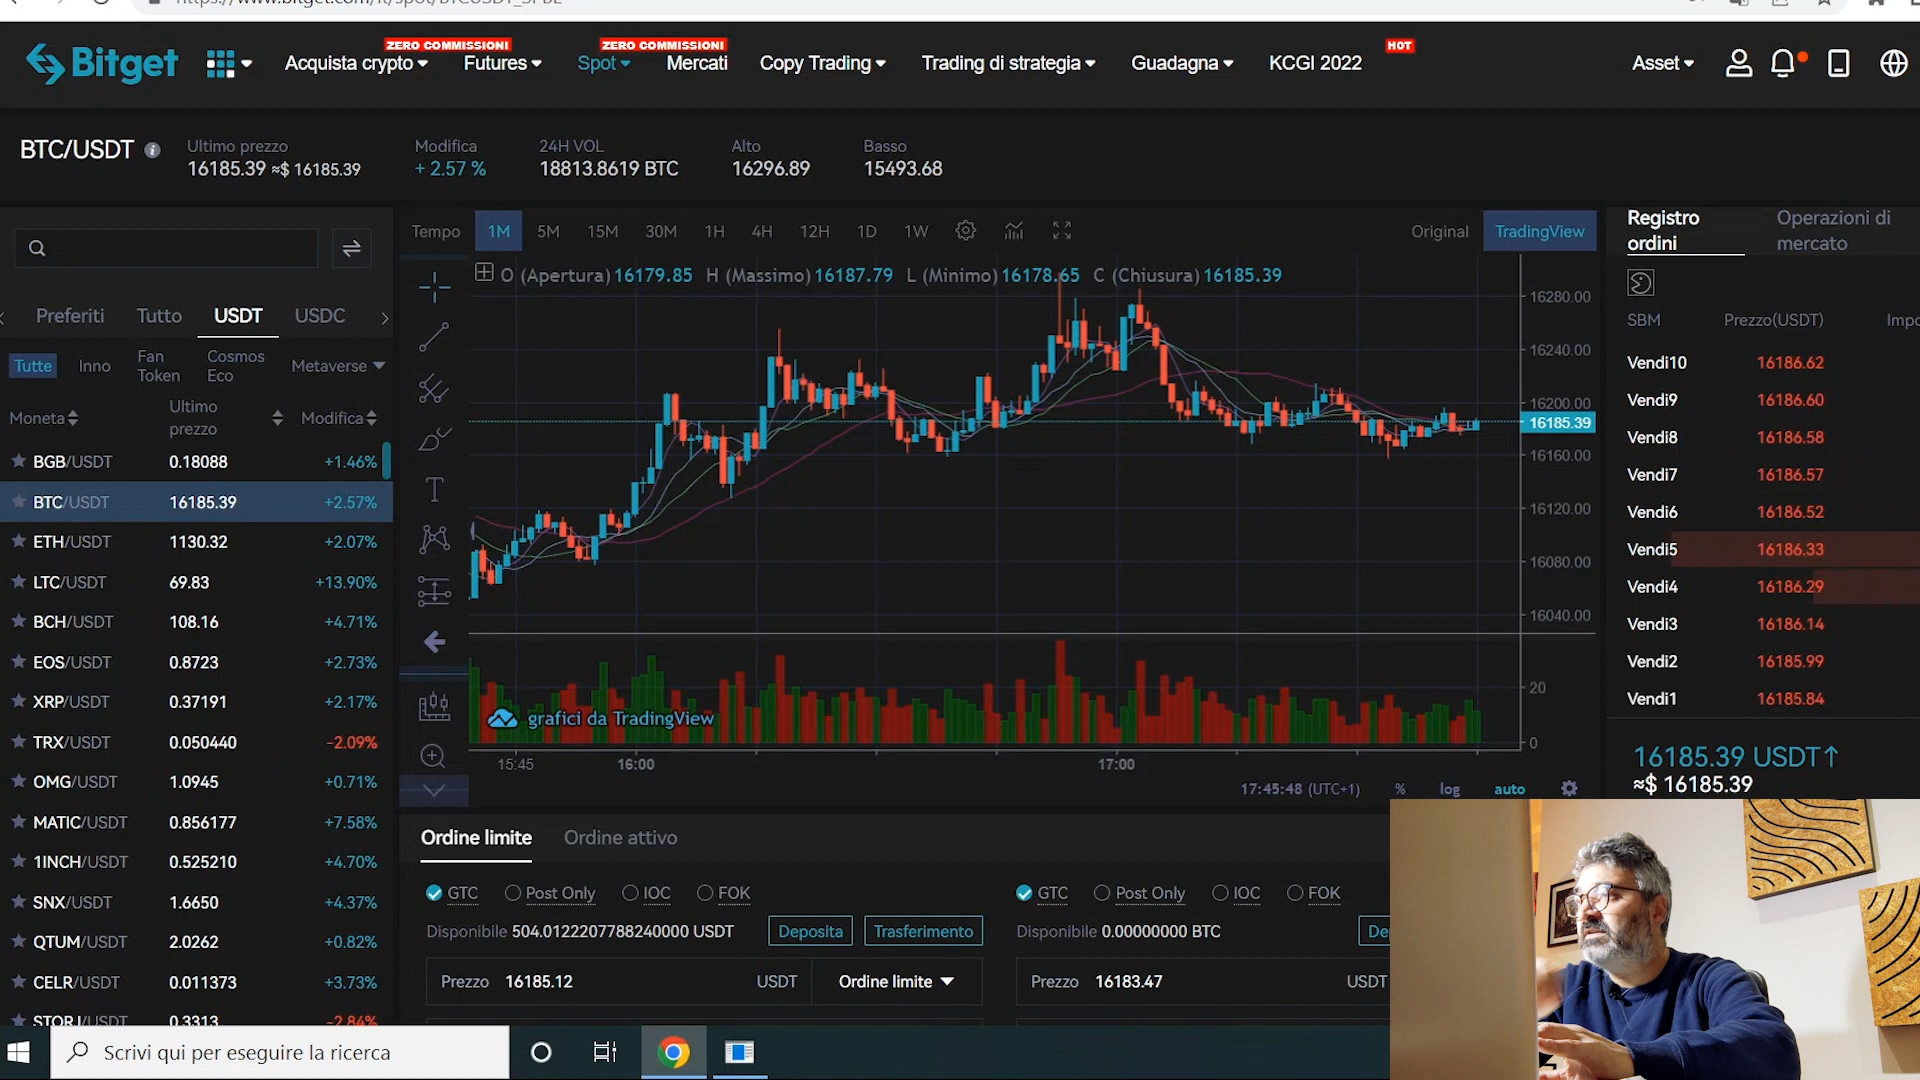 Bitget
Acquista crypto
ZERO COMMISSIONI
Futures
Spot
ZERO COMMISSIONI
Mercati
Copy Trading
Trading di strategia
Guadagna
KCGI 2022
HOT
Asset
BTC/USDT
Ultimo prezzo
16185.39 ≈$ 16185.39
Modifica
+ 2.57 %
24H VOL
18813.8619 BTC
Alto
16296.89
Basso
15493.68
Preferiti Tutto USDT USDC
Tutte Inno Fan Token Cosmos Eco Metaverse
Moneta Ultimo prezzo Modifica
BGB/USDT 0.18088 +1.46%
BTC/USDT 16185.39 +2.57%
ETH/USDT 1130.32 +2.07%
LTC/USDT 69.83 +13.90%
BCH/USDT 108.16 +4.71%
EOS/USDT 0.8723 +2.73%
XRP/USDT 0.37191 +2.17%
TRX/USDT 0.050440 -2.09%
OMG/USDT 1.0945 +0.71%
MATIC/USDT 0.856177 +7.58%
1INCH/USDT 0.525210 +4.70%
SNX/USDT 1.6650 +4.37%
QTUM/USDT 2.0262 +0.82%
CELR/USDT 0.011373 +3.73%
STORJ/USDT 0.3313 -2.84%
Tempo 1M 5M 15M 30M 1H 4H 12H 1D 1W Original TradingView
O (Apertura) 16179.85 H (Massimo) 16187.79 L (Minimo) 16178.65 C (Chiusura) 16185.39
16280.00
16240.00
16200.00
16185.39
16160.00
16120.00
16080.00
16040.00
20
0
grafici da TradingView
15:45 16:00 17:00
17:45:48 (UTC+1) % log auto
Ordine limite Ordine attivo
GTC Post Only IOC FOK
Disponibile 504.0122207788240000 USDT Deposita Trasferimento
Prezzo 16185.12 USDT Ordine limite
GTC Post Only IOC FOK
Disponibile 0.00000000 BTC De
Prezzo 16183.47 USDT
Registro ordini
Operazioni di mercato
SBM Prezzo(USDT) Impo
Vendi10 16186.62
Vendi9 16186.60
Vendi8 16186.58
Vendi7 16186.57
Vendi6 16186.52
Vendi5 16186.33
Vendi4 16186.29
Vendi3 16186.14
Vendi2 16185.99
Vendi1 16185.84
16185.39 USDT↑
≈$ 16185.39
Scrivi qui per eseguire la ricerca